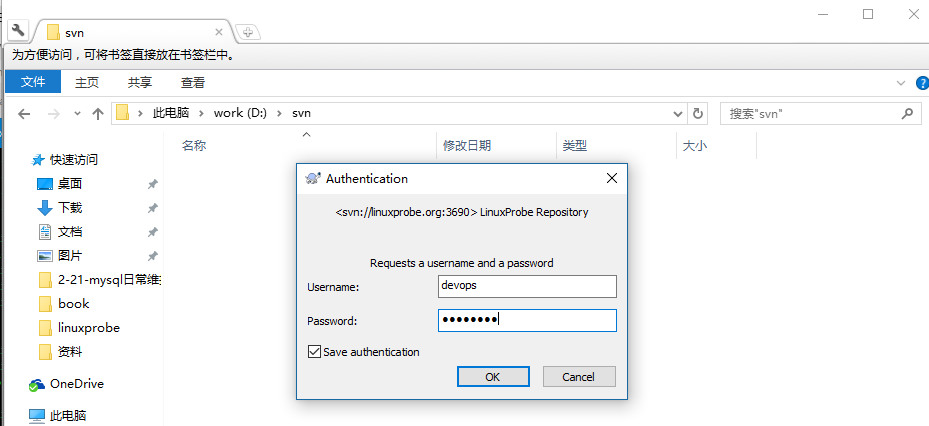 svn
为方便访问，可将书签直接放在书签栏中。
文件 主页 共享 查看
此电脑 work (D:) svn
搜索"svn"
名称 修改日期 类型 大小
快速访问
桌面
下载
文档
图片
2-21-mysql日常维
book
linuxprobe
资料
OneDrive
此电脑
Authentication
<svn://linuxprobe.org:3690> LinuxProbe Repository
Requests a username and a password
Username: devops
Password: ●●●●●●●●
Save authentication
OK Cancel